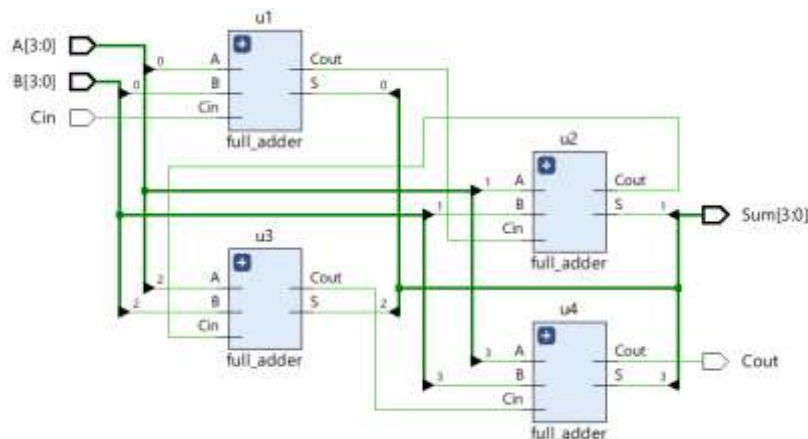 u1
A[3:0]
0
A
Cout
B[3:0]
0
B
S
0
Cin
Cin
full_adder
u2
1
A
Cout
1
B
S
1
Sum[3:0]
Cin
full_adder
u3
2
A
Cout
2
B
S
2
Cin
full_adder
u4
3
A
Cout
Cout
3
B
S
3
Cin
full_adder